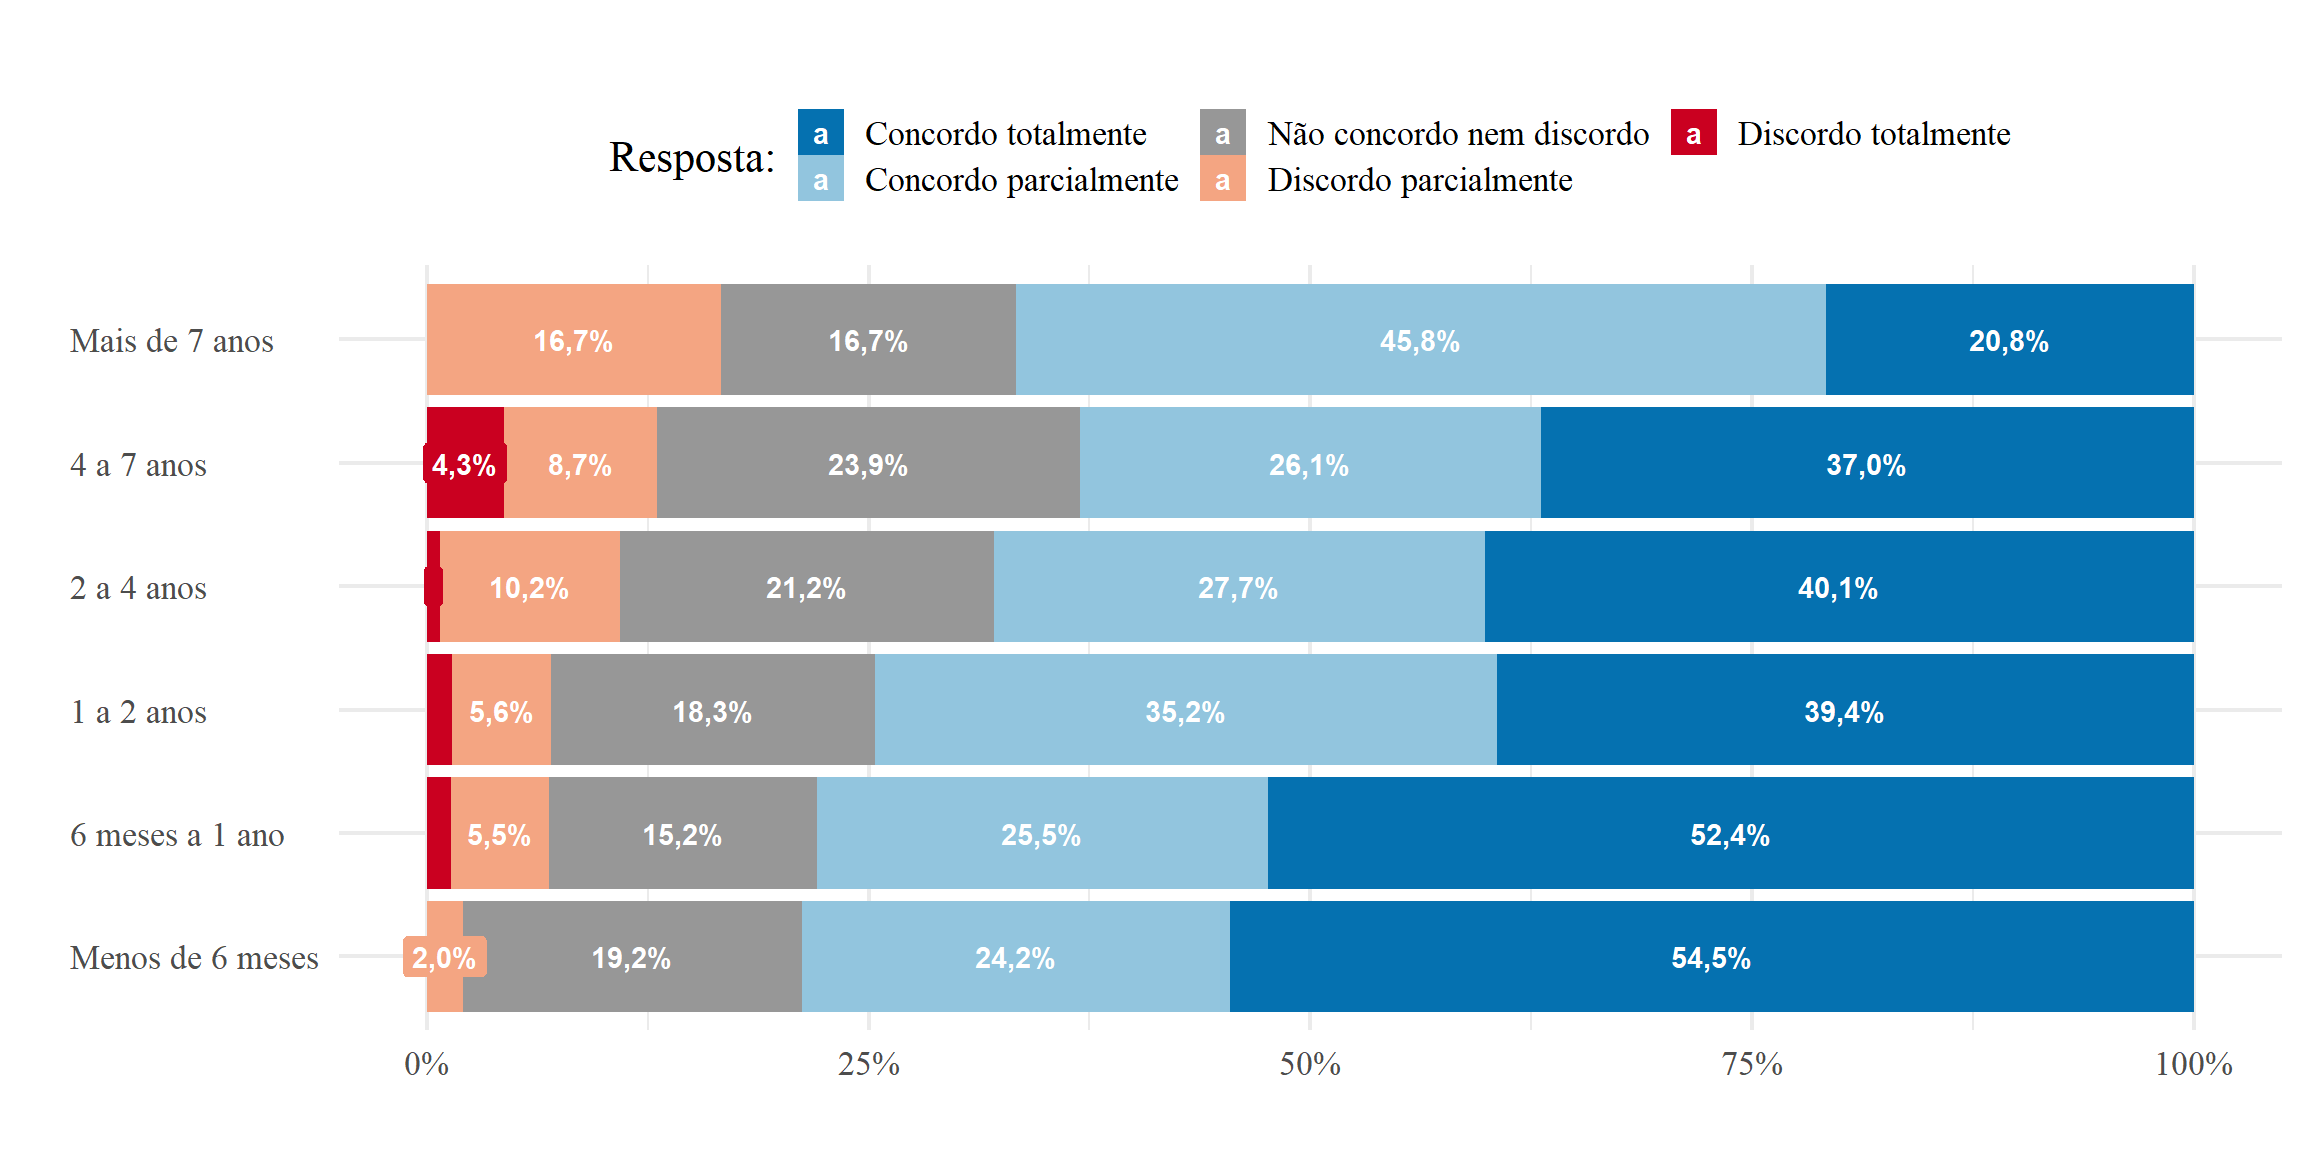 Resposta:
a Concordo totalmente
a Concordo parcialmente
a Não concordo nem discordo
a Discordo parcialmente
a Discordo totalmente
Mais de 7 anos 16,7% 16,7% 45,8% 20,8%
4 a 7 anos 4,3% 8,7% 23,9% 26,1% 37,0%
2 a 4 anos 10,2% 21,2% 27,7% 40,1%
1 a 2 anos 5,6% 18,3% 35,2% 39,4%
6 meses a 1 ano 5,5% 15,2% 25,5% 52,4%
Menos de 6 meses 2,0% 19,2% 24,2% 54,5%
0% 25% 50% 75% 100%